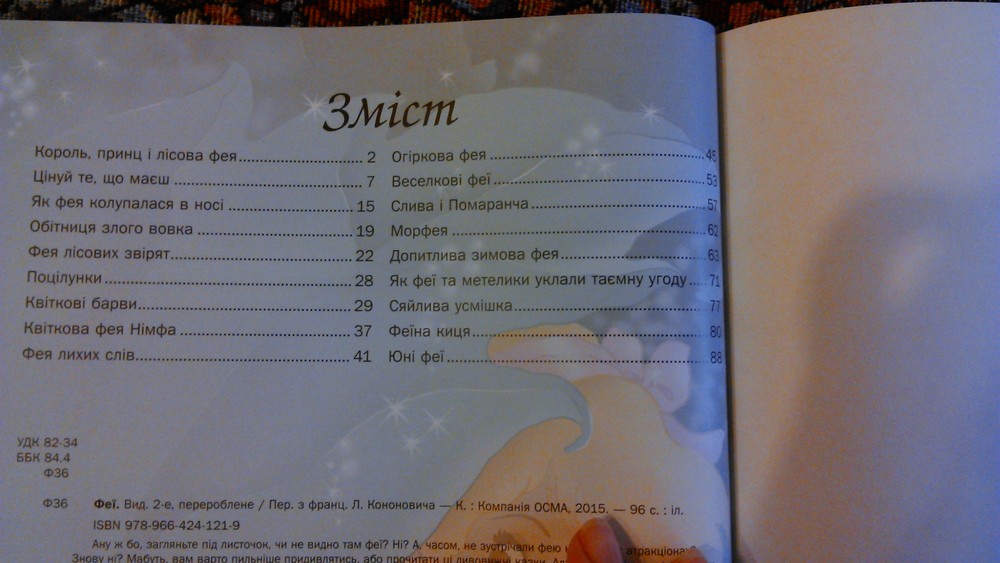 Зміст
Король, принц і лісова фея 2
Цінуй те, що маєш 7
Як фея колупалася в носі 15
Обітниця злого вовка 19
Фея лісових звірят 22
Поцілунки 28
Квіткові барви 29
Квіткова фея Німфа 37
Фея лихих слів 41
Огіркова фея
Веселкові феї 53
Слива і Помаранча 57
Морфея 62
Допитлива зимова фея 63
Як феї та метелики уклали таємну угоду 71
Сяйлива усмішка 77
Феїна киця 80
Юні феї 88
УДК 82-34
ББК 84.4
Ф36
Ф36 Феї. Вид. 2-е, перероблене / Пер. з франц. Л. Кононовича — К. : Компанія ОСМА, 2015. — 96 с. : іл.
ISBN 978-966-424-121-9
Ану ж бо, загляньте під листочок, чи не видно там феї? Ні? А, часом, не зустрічали фею
Знову ні? Мабуть, вам варто пильніше придивлятись, або прочитати ці дивовижні казки.